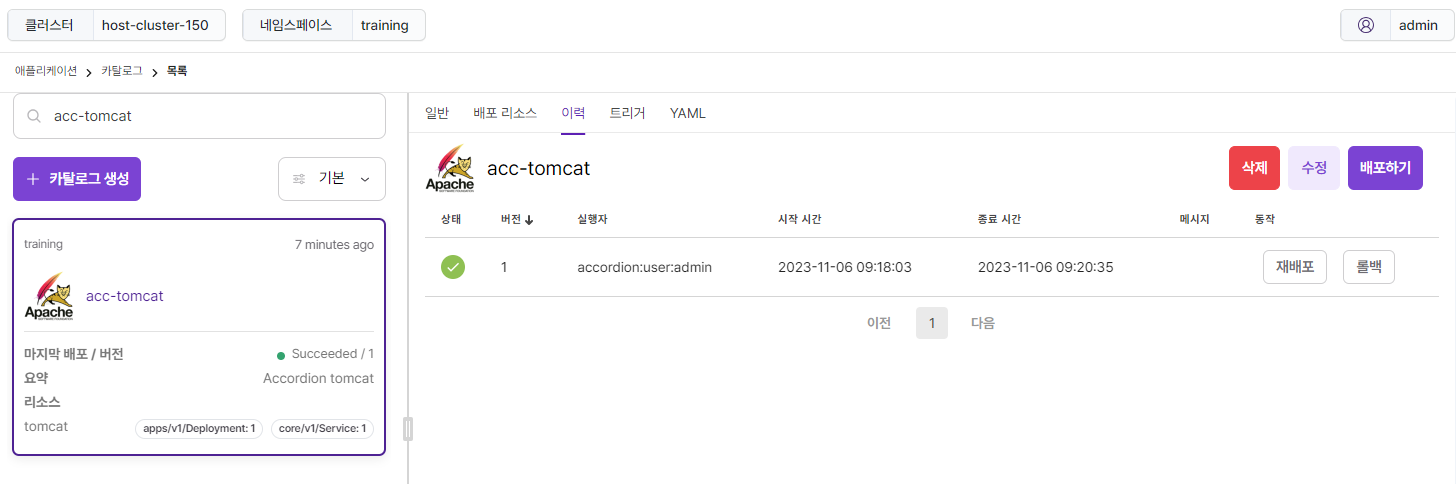 클러스터 host-cluster-150 네임스페이스 training admin
애플리케이션 > 카탈로그 > 목록
acc-tomcat
+ 카탈로그 생성 기본
training 7 minutes ago
Apache
acc-tomcat
마지막 배포 / 버전 Succeeded / 1
요약 Accordion tomcat
리소스
tomcat apps/v1/Deployment: 1 core/v1/Service: 1
일반 배포 리소스 이력 트리거 YAML
Apache
acc-tomcat 삭제 수정 배포하기
상태 버전 실행자 시작 시간 종료 시간 메시지 동작
1 accordion:user:admin 2023-11-06 09:18:03 2023-11-06 09:20:35 재배포 롤백
이전 1 다음